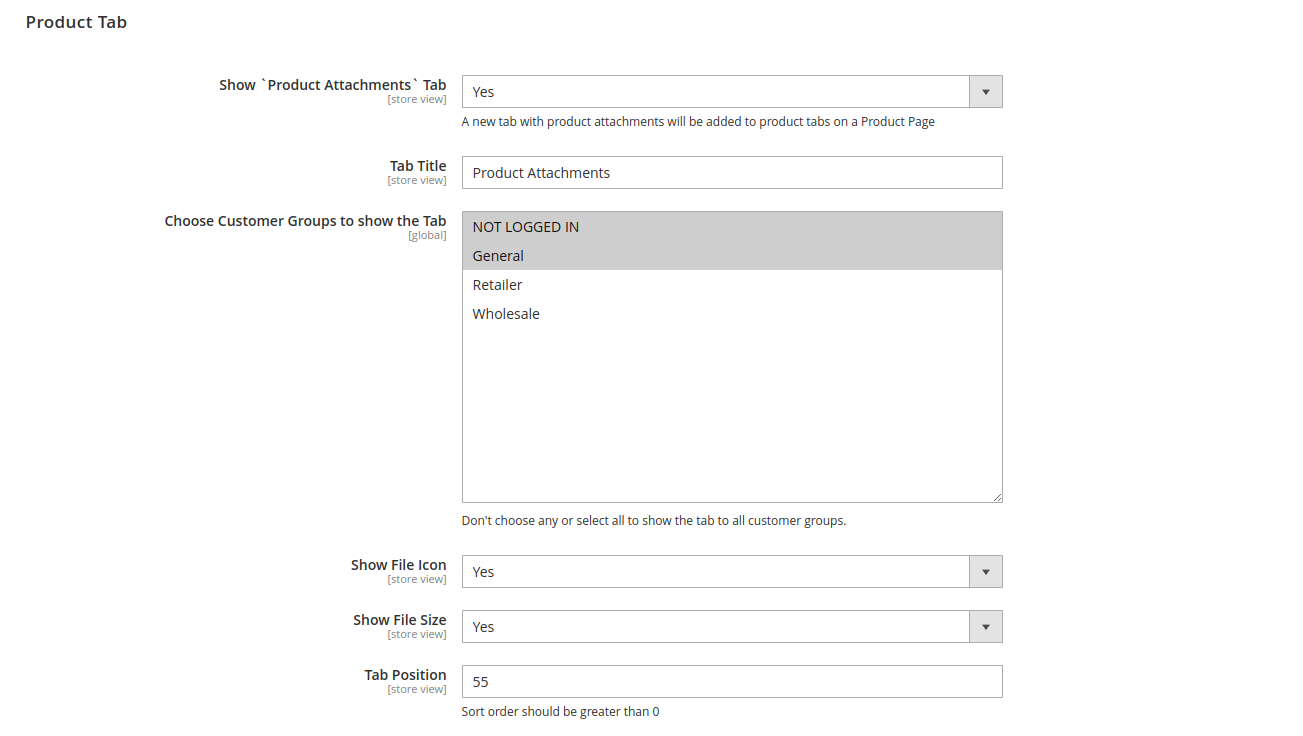 Product Tab
Show `Product Attachments` Tab
[store view]
Yes
A new tab with product attachments will be added to product tabs on a Product Page
Tab Title
[store view]
Product Attachments
Choose Customer Groups to show the Tab
[global]
NOT LOGGED IN
General
Retailer
Wholesale
Don't choose any or select all to show the tab to all customer groups.
Show File Icon
[store view]
Yes
Show File Size
[store view]
Yes
Tab Position
[store view]
55
Sort order should be greater than 0